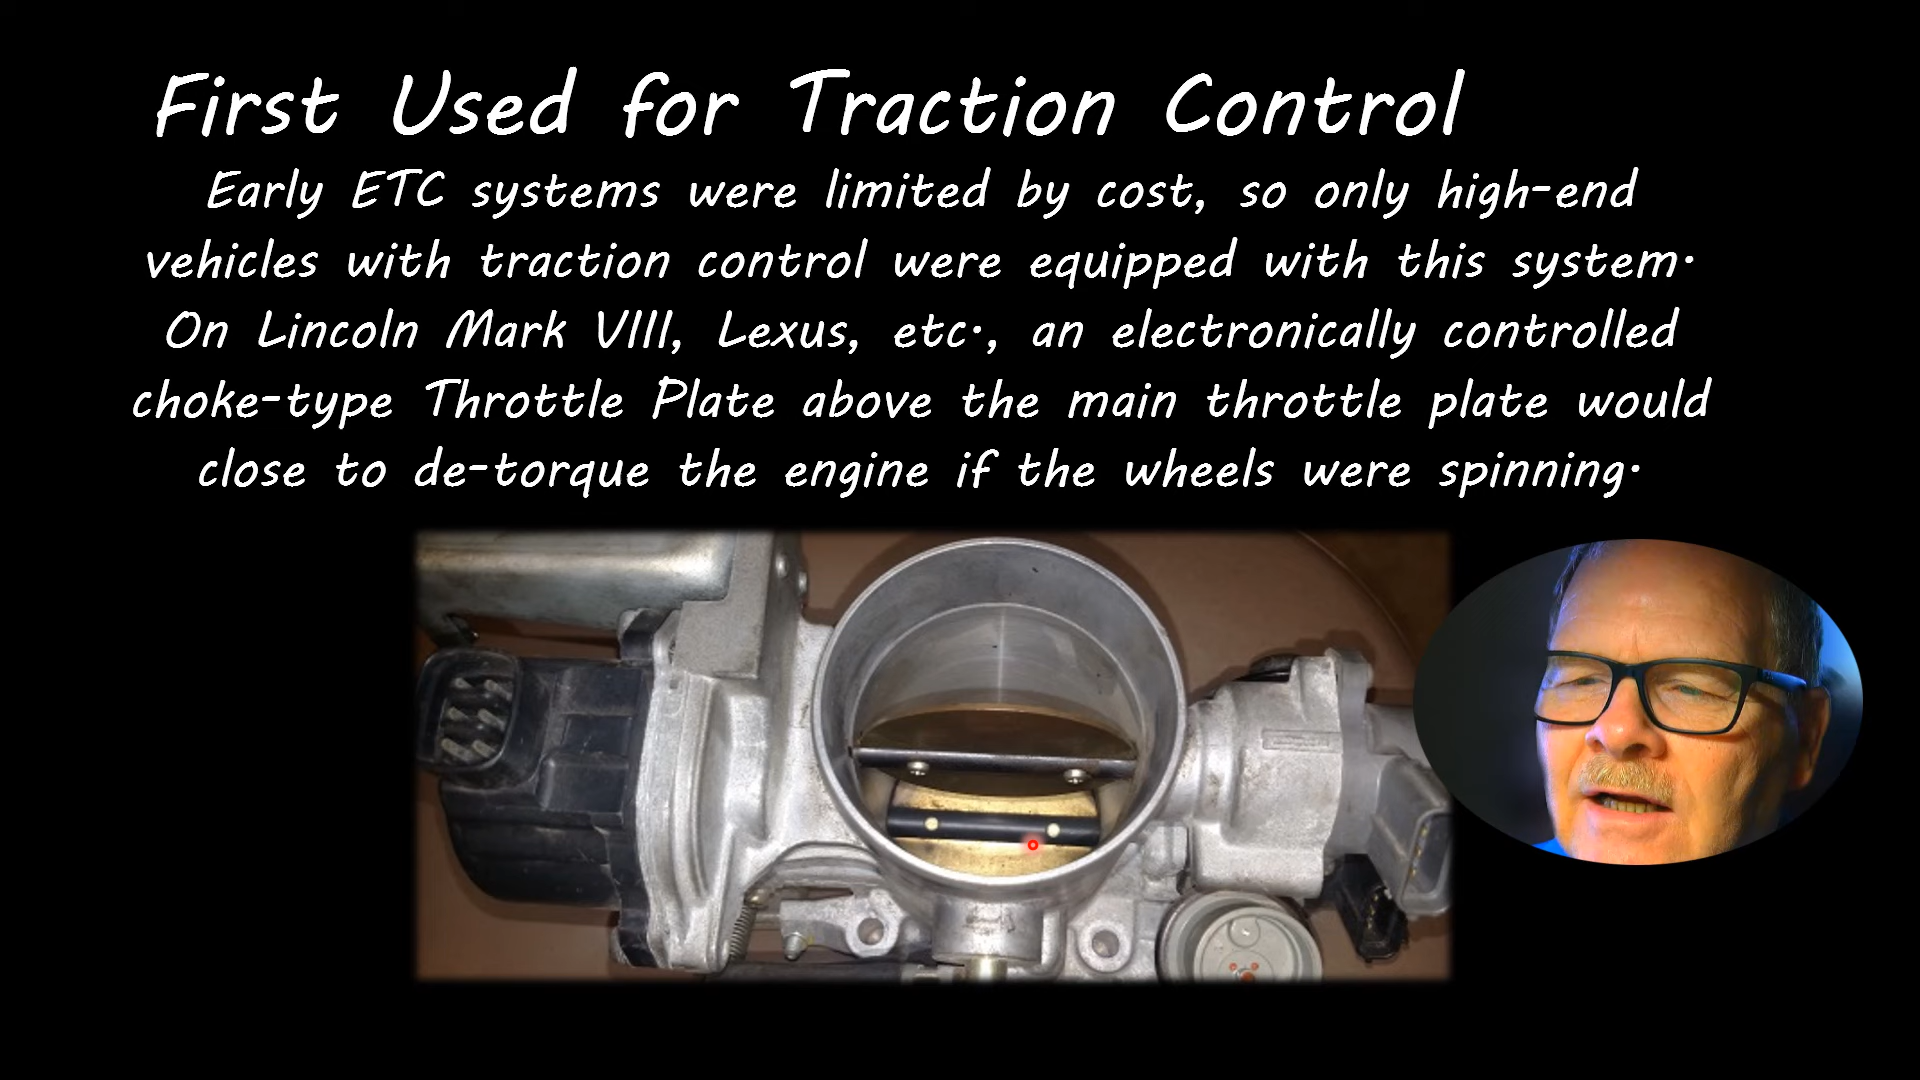 First Used for Traction Control
Early ETC systems were limited by cost, so only high-end
vehicles with traction control were equipped with this system.
On Lincoln Mark VIII, Lexus, etc., an electronically controlled
choke-type Throttle Plate above the main throttle plate would
close to de-torque the engine if the wheels were spinning.